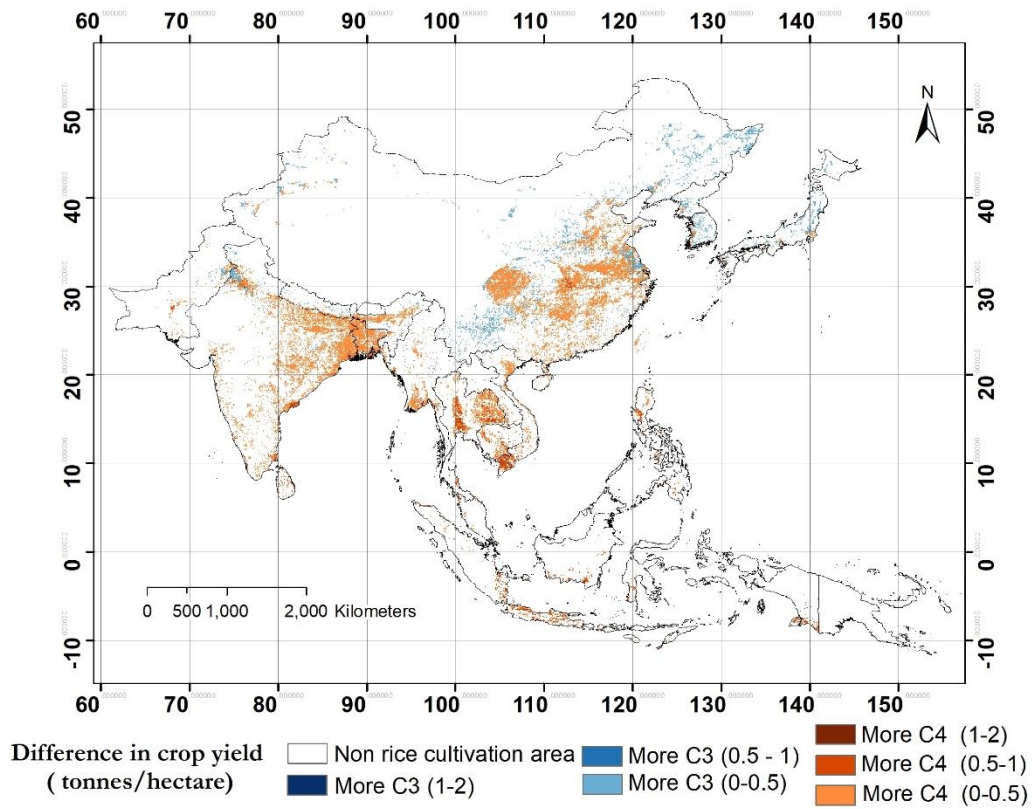 60 70 80 90 100 110 120 130 140 150
N
50 50
40 40
30 30
20 20
10 10
0 0
-10 -10
0 500 1,000 2,000 Kilometers
60 70 80 90 100 110 120 130 140 150
Difference in crop yield
( tonnes/hectare)
Non rice cultivation area
More C3 (1-2)
More C3 (0.5 - 1)
More C3 (0-0.5)
More C4 (1-2)
More C4 (0.5-1)
More C4 (0-0.5)